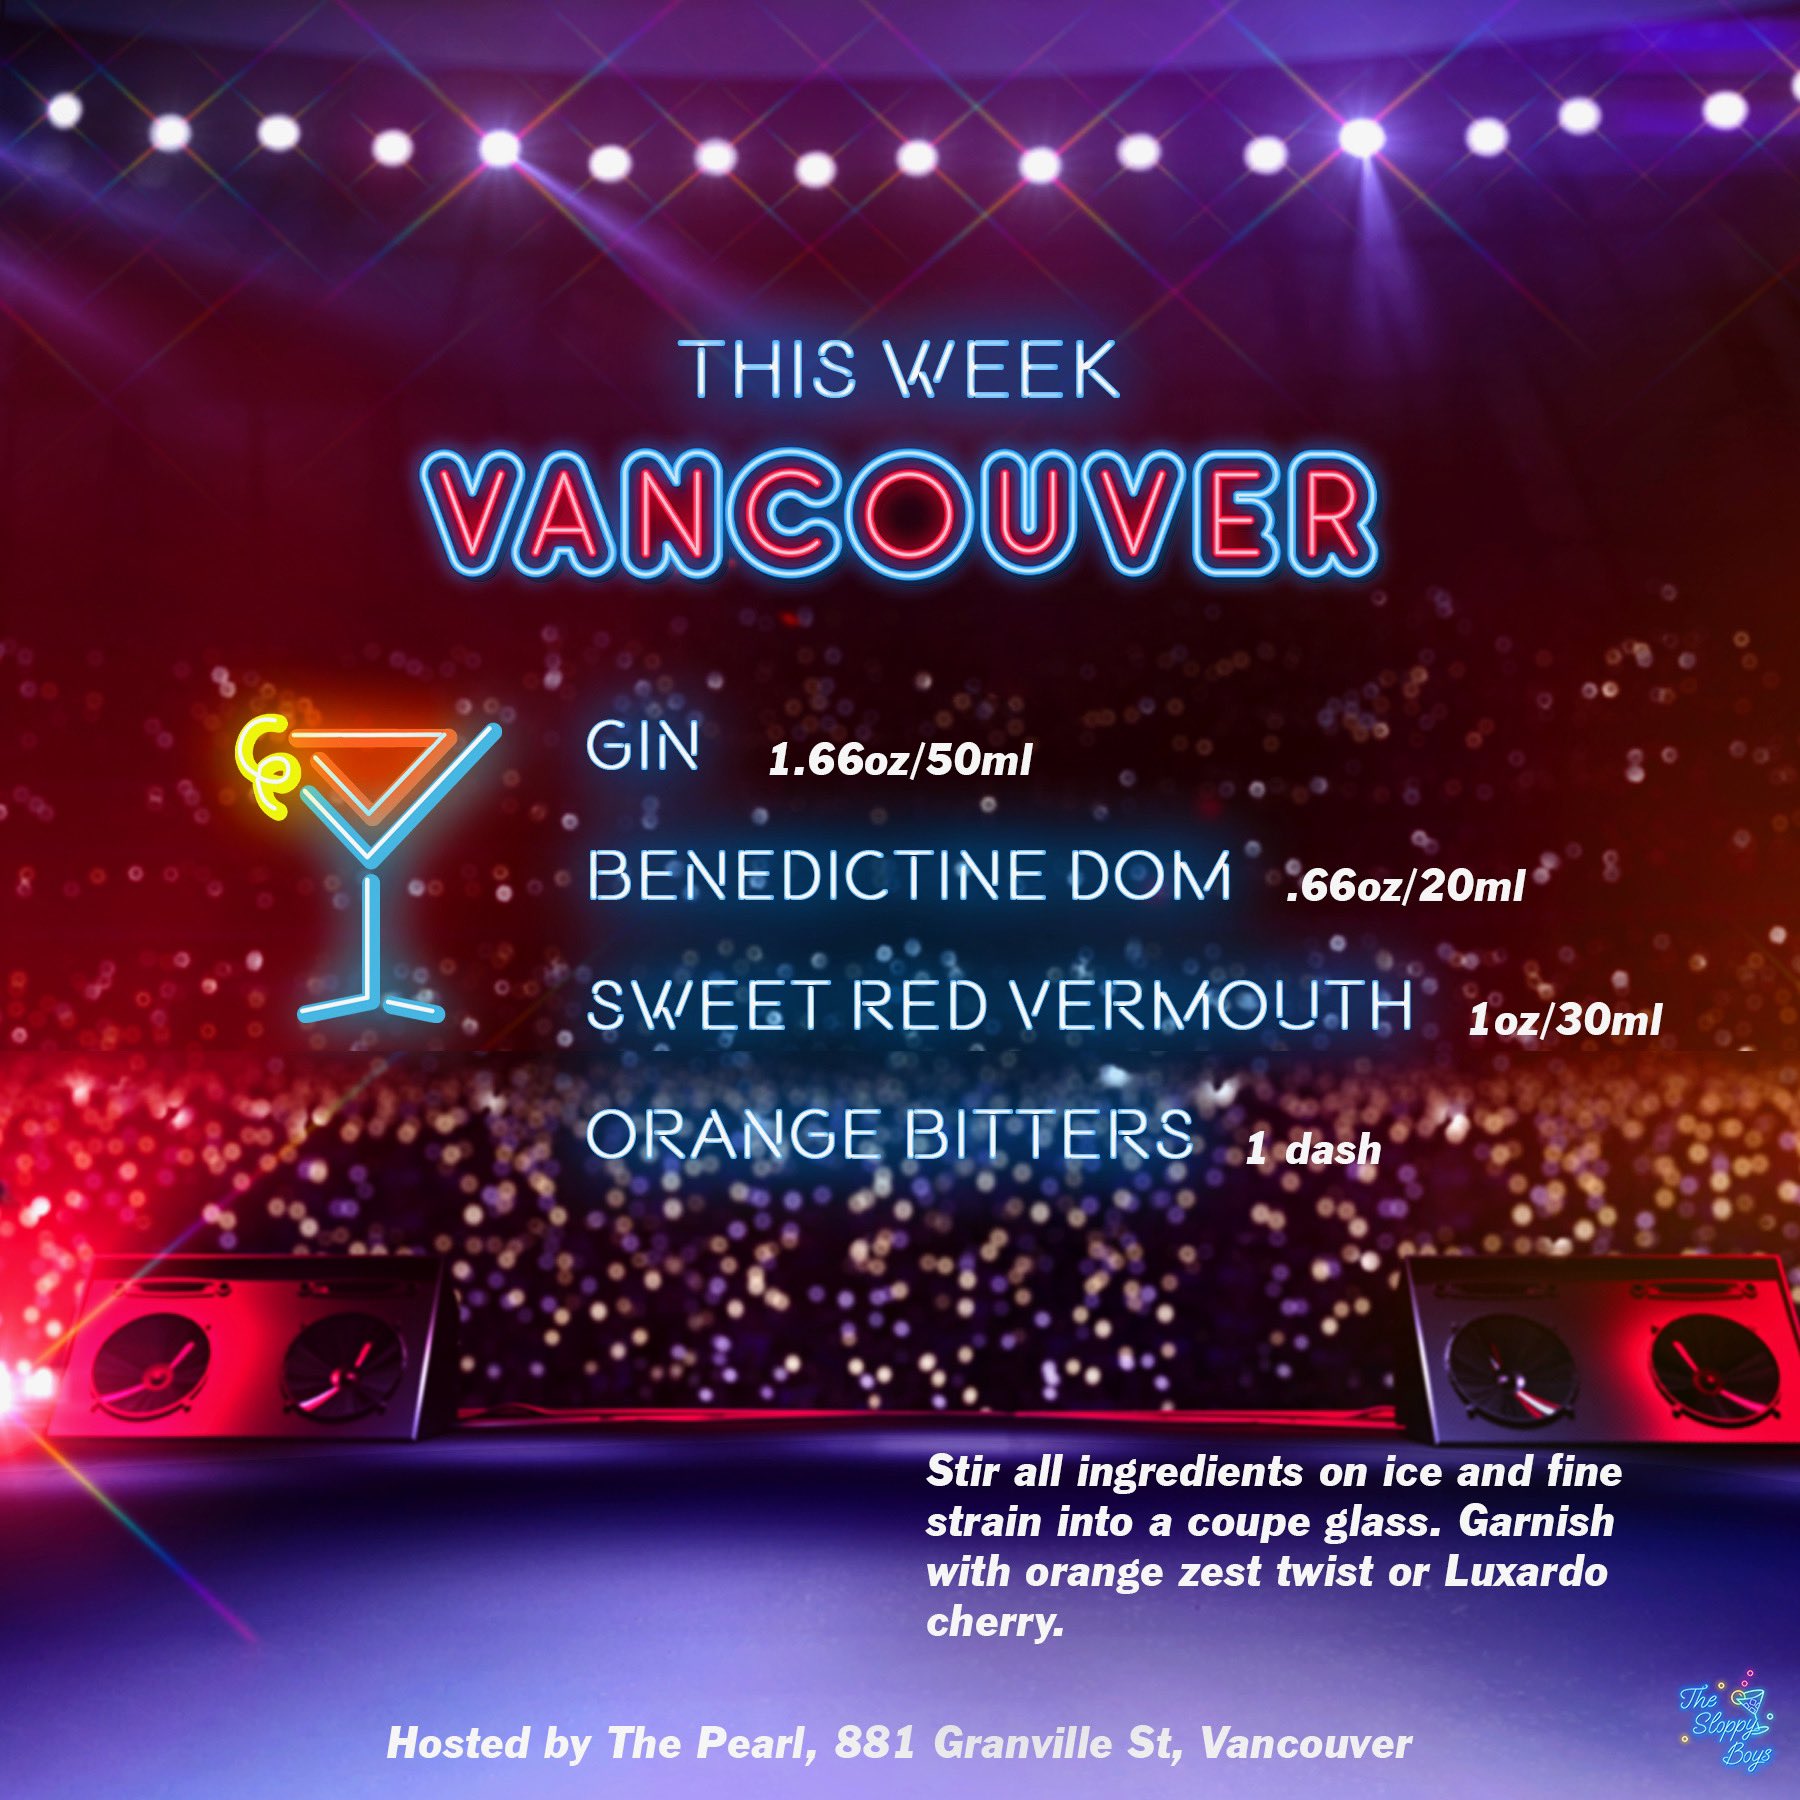 THIS WEEK
VANCOUVER
GIN 1.66oz/50ml
BENEDICTINE DOM .66oz/20ml
SWEET RED VERMOUTH 1oz/30ml
ORANGE BITTERS 1 dash
Stir all ingredients on ice and fine
strain into a coupe glass. Garnish
with orange zest twist or Luxardo
cherry.
Hosted by The Pearl, 881 Granville St, Vancouver
The
Sloppy
Boys